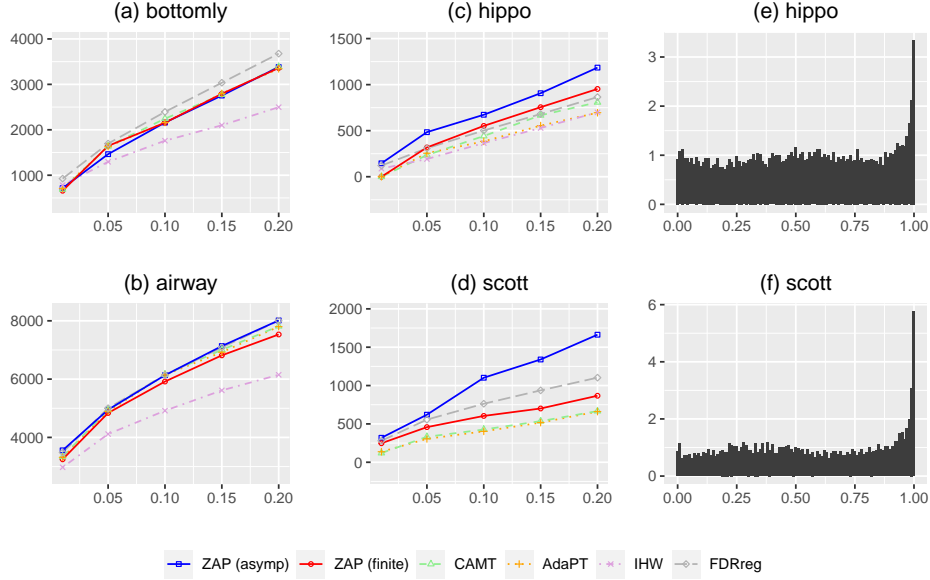 (a) bottomly
4000
3000
2000
1000
0.05 0.10 0.15 0.20
(c) hippo
1500
1000
500
0
0.05 0.10 0.15 0.20
(e) hippo
3
2
1
0
0.00 0.25 0.50 0.75 1.00
(b) airway
8000
6000
4000
0.05 0.10 0.15 0.20
(d) scott
2000
1500
1000
500
0
0.05 0.10 0.15 0.20
(f) scott
6
4
2
0
0.00 0.25 0.50 0.75 1.00
ZAP (asymp) ZAP (finite) CAMT AdaPT IHW FDRreg